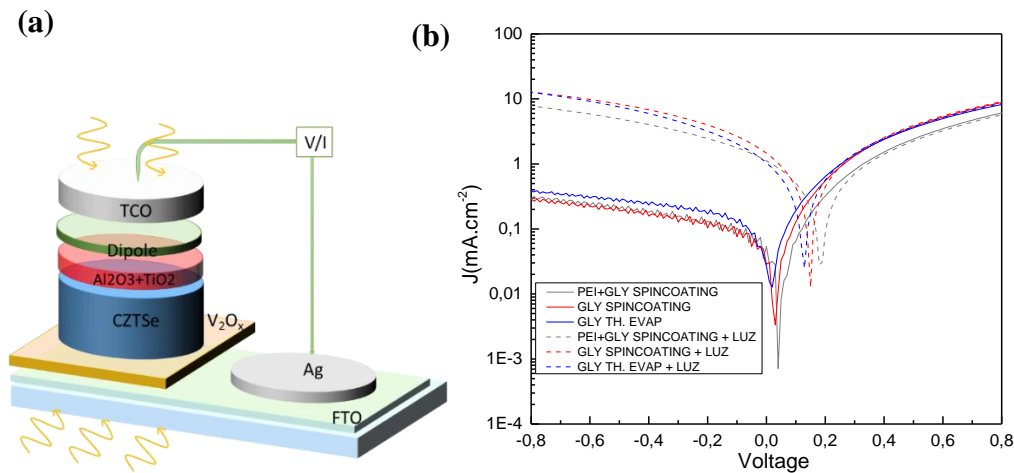 (a)
V/I
TCO
Dipole
Al2O3+TiO2
CZTSe
V₂Oₓ
Ag
FTO
(b)
100
10
1
0,1
0,01
1E-3
1E-4
J(mA.cm⁻²)
PEI+GLY SPINCOATING
GLY SPINCOATING
GLY TH. EVAP
PEI+GLY SPINCOATING + LUZ
GLY SPINCOATING + LUZ
GLY TH. EVAP + LUZ
-0,8 -0,6 -0,4 -0,2 0,0 0,2 0,4 0,6 0,8
Voltage